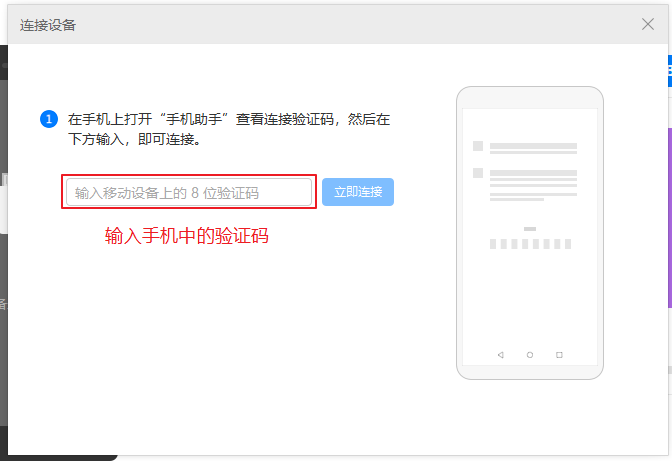 连接设备
1 在手机上打开“手机助手”查看连接验证码，然后在
下方输入，即可连接。
输入移动设备上的 8 位验证码 立即连接
输入手机中的验证码
备